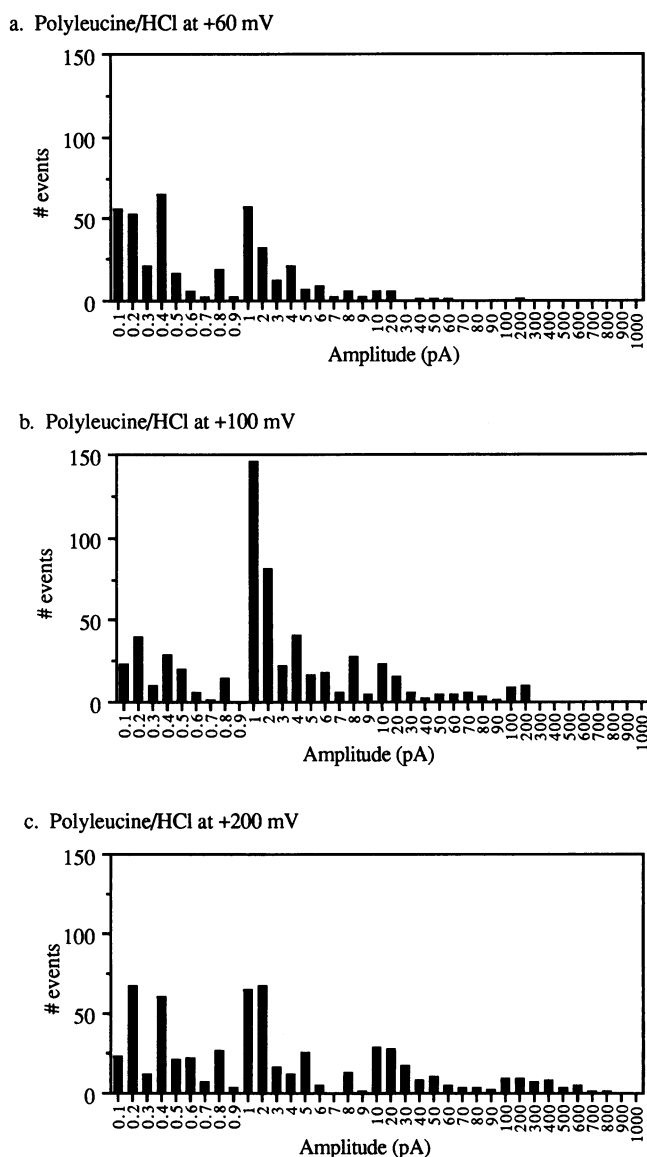 a. Polyleucine/HCl at +60 mV
150
100
50
0
# events
0.1 0.2 0.3 0.4 0.5 0.6 0.7 0.8 0.9 1 2 3 4 5 6 7 8 9 10 20 30 40 50 60 70 80 90 100 200 300 400 500 600 700 800 900 1000
Amplitude (pA)
b. Polyleucine/HCl at +100 mV
150
100
50
0
# events
0.1 0.2 0.3 0.4 0.5 0.6 0.7 0.8 0.9 1 2 3 4 5 6 7 8 9 10 20 30 40 50 60 70 80 90 100 200 300 400 500 600 700 800 900 1000
Amplitude (pA)
c. Polyleucine/HCl at +200 mV
150
100
50
0
# events
0.1 0.2 0.3 0.4 0.5 0.6 0.7 0.8 0.9 1 2 3 4 5 6 7 8 9 10 20 30 40 50 60 70 80 90 100 200 300 400 500 600 700 800 900 1000
Amplitude (pA)